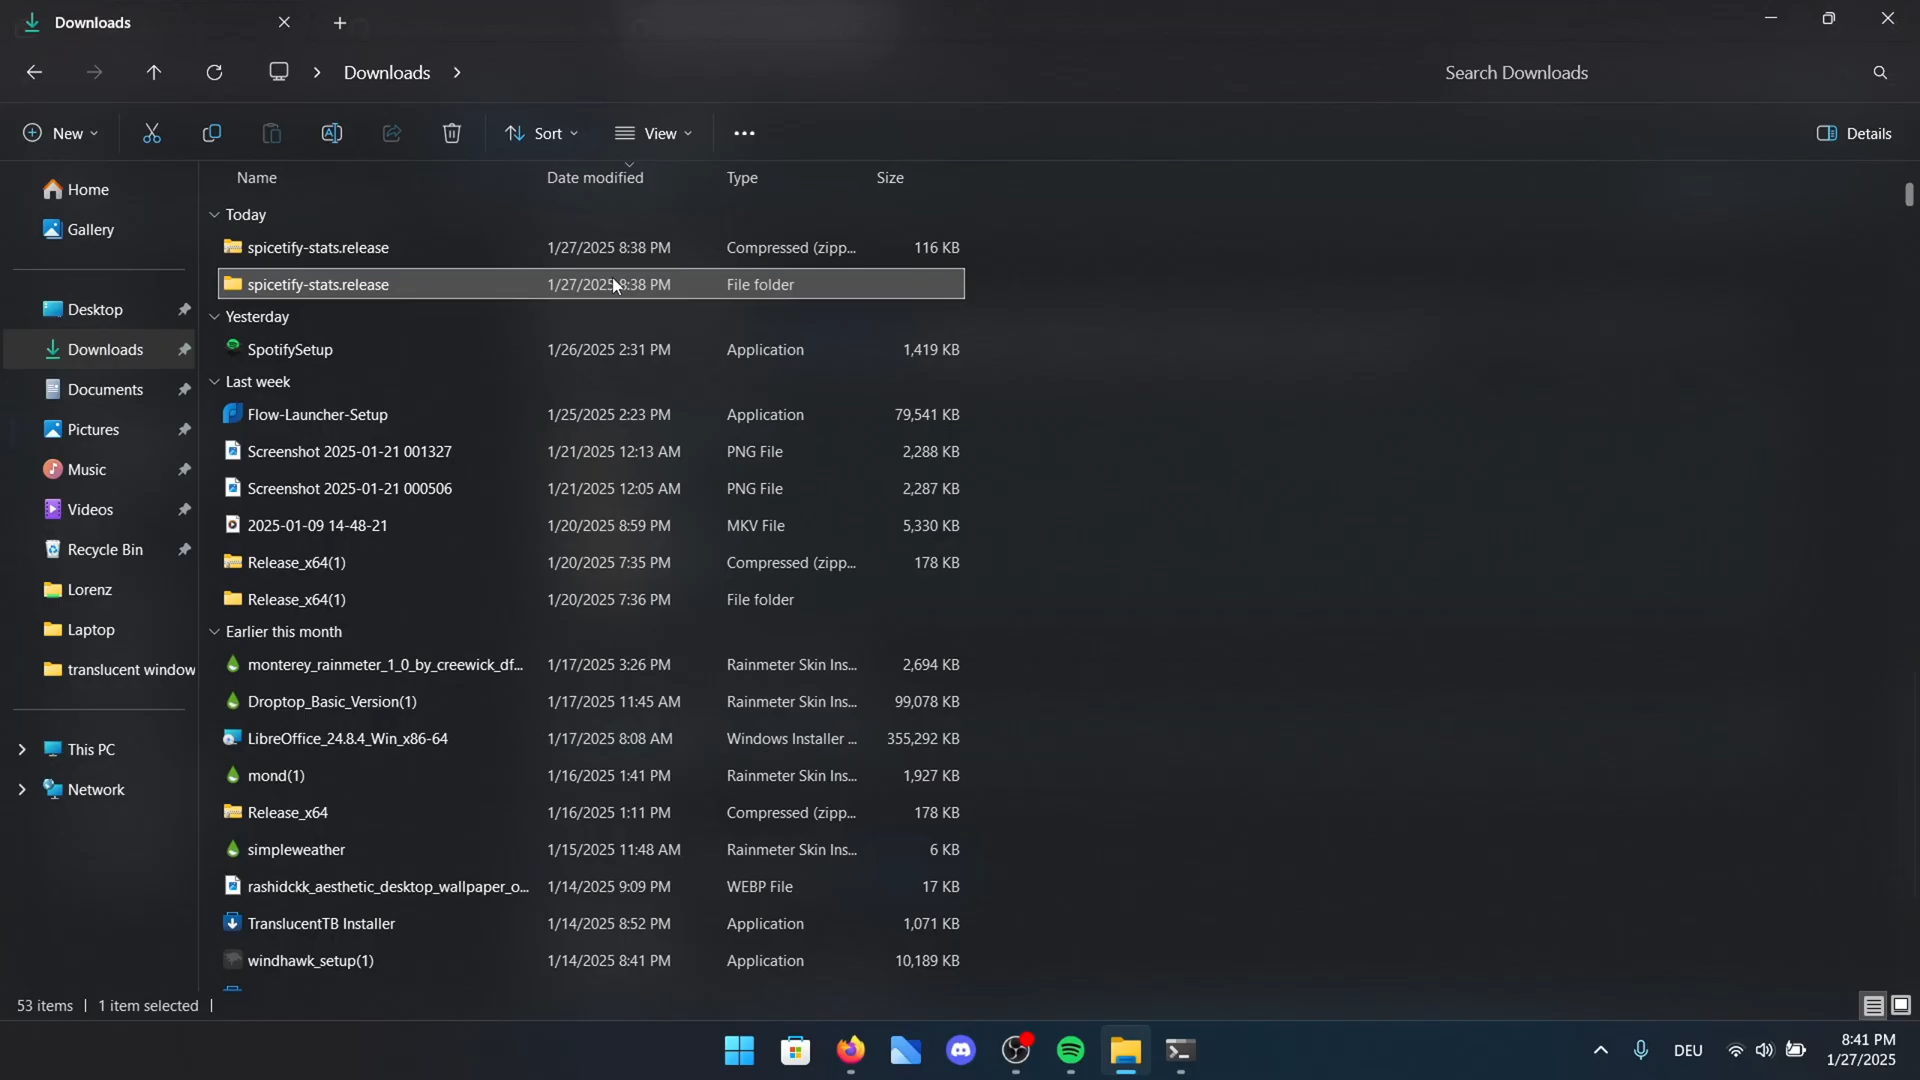 Downloads
Downloads
Search Downloads
New
Sort
View
Details
Home
Gallery
Desktop
Downloads
Documents
Pictures
Music
Videos
Recycle Bin
Lorenz
Laptop
translucent window
This PC
Network
Name Date modified Type Size
Today
spicetify-stats.release 1/27/2025 8:38 PM Compressed (zipp... 116 KB
spicetify-stats.release 1/27/2025 8:38 PM File folder
Yesterday
SpotifySetup 1/26/2025 2:31 PM Application 1,419 KB
Last week
Flow-Launcher-Setup 1/25/2025 2:23 PM Application 79,541 KB
Screenshot 2025-01-21 001327 1/21/2025 12:13 AM PNG File 2,288 KB
Screenshot 2025-01-21 000506 1/21/2025 12:05 AM PNG File 2,287 KB
2025-01-09 14-48-21 1/20/2025 8:59 PM MKV File 5,330 KB
Release_x64(1) 1/20/2025 7:35 PM Compressed (zipp... 178 KB
Release_x64(1) 1/20/2025 7:36 PM File folder
Earlier this month
monterey_rainmeter_1_0_by_creewick_df... 1/17/2025 3:26 PM Rainmeter Skin Ins... 2,694 KB
Droptop_Basic_Version(1) 1/17/2025 11:45 AM Rainmeter Skin Ins... 99,078 KB
LibreOffice_24.8.4_Win_x86-64 1/17/2025 8:08 AM Windows Installer ... 355,292 KB
mond(1) 1/16/2025 1:41 PM Rainmeter Skin Ins... 1,927 KB
Release_x64 1/16/2025 1:11 PM Compressed (zipp... 178 KB
simpleweather 1/15/2025 11:48 AM Rainmeter Skin Ins... 6 KB
rashidckk_aesthetic_desktop_wallpaper_o... 1/14/2025 9:09 PM WEBP File 17 KB
TranslucentTB Installer 1/14/2025 8:52 PM Application 1,071 KB
windhawk_setup(1) 1/14/2025 8:41 PM Application 10,189 KB
53 items 1 item selected
DEU
8:41 PM
1/27/2025